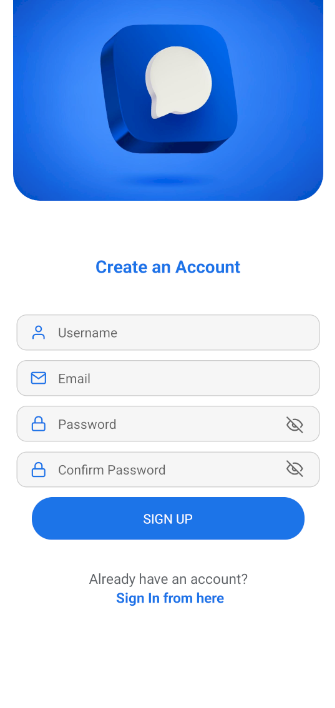 Create an Account
Username
Email
Password
Confirm Password
SIGN UP
Already have an account?
Sign In from here